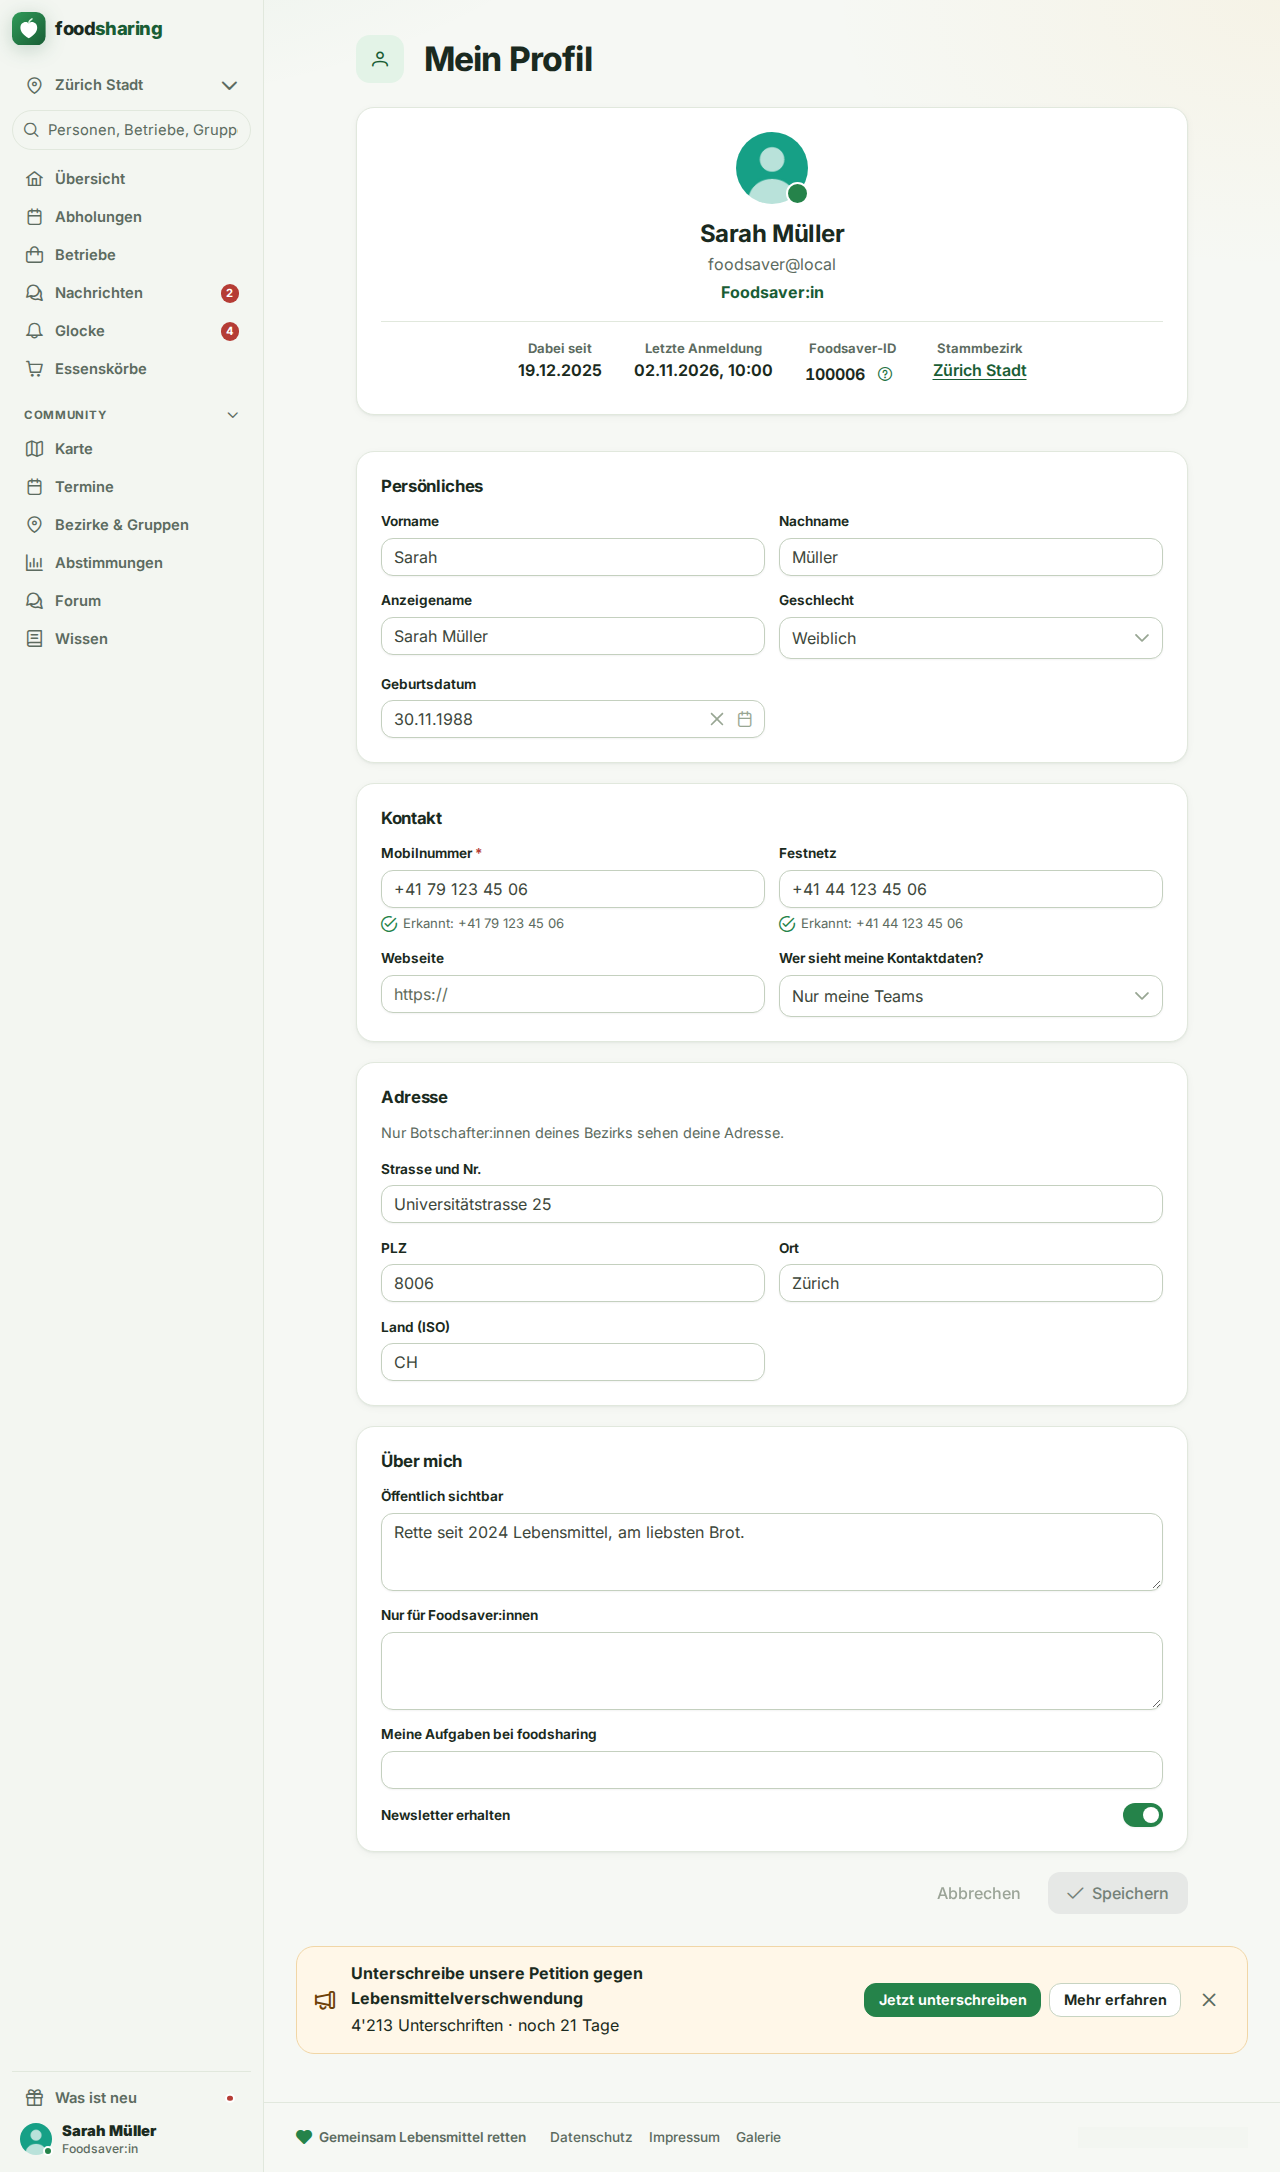 foodsharing
Zürich Stadt
Personen, Betriebe, Grupp
Übersicht
Abholungen
Betriebe
Nachrichten 2
Glocke 4
Essenskörbe
COMMUNITY
Karte
Termine
Bezirke & Gruppen
Abstimmungen
Forum
Wissen
Was ist neu
Sarah Müller
Foodsaver:in
Mein Profil
Sarah Müller
foodsaver@local
Foodsaver:in
Dabei seit Letzte Anmeldung Foodsaver-ID Stammbezirk
19.12.2025 02.11.2026, 10:00 100006 Zürich Stadt
Persönliches
Vorname Nachname
Sarah Müller
Anzeigename Geschlecht
Sarah Müller Weiblich
Geburtsdatum
30.11.1988
Kontakt
Mobilnummer * Festnetz
+41 79 123 45 06 +41 44 123 45 06
Erkannt: +41 79 123 45 06 Erkannt: +41 44 123 45 06
Webseite Wer sieht meine Kontaktdaten?
https:// Nur meine Teams
Adresse
Nur Botschafter:innen deines Bezirks sehen deine Adresse.
Strasse und Nr.
Universitätstrasse 25
PLZ Ort
8006 Zürich
Land (ISO)
CH
Über mich
Öffentlich sichtbar
Rette seit 2024 Lebensmittel, am liebsten Brot.
Nur für Foodsaver:innen
Meine Aufgaben bei foodsharing
Newsletter erhalten
Abbrechen Speichern
Unterschreibe unsere Petition gegen
Lebensmittelverschwendung
4'213 Unterschriften · noch 21 Tage
Jetzt unterschreiben Mehr erfahren
Gemeinsam Lebensmittel retten Datenschutz Impressum Galerie